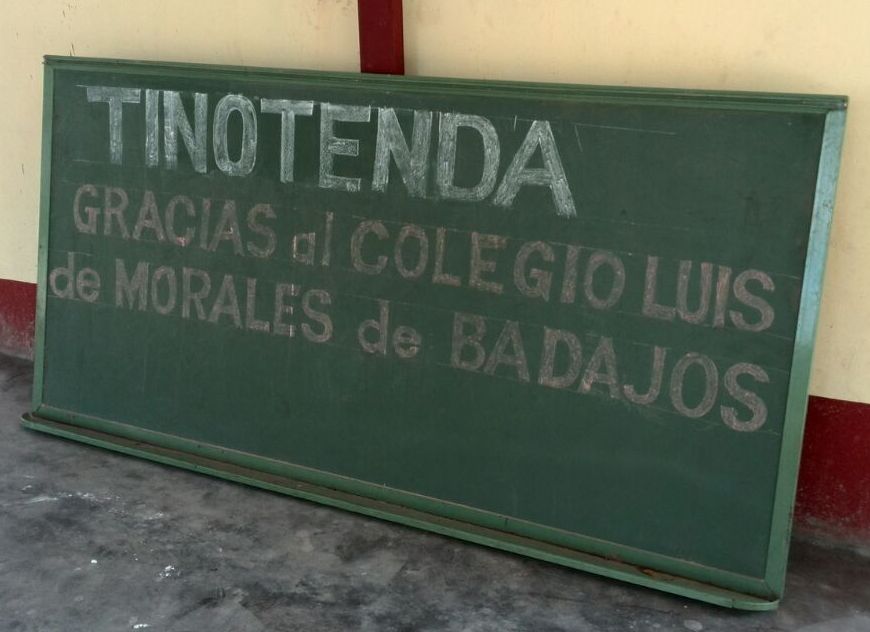 TINOTENDA
GRACIAS al COLEGIO LUIS
de MORALES de BADAJOS